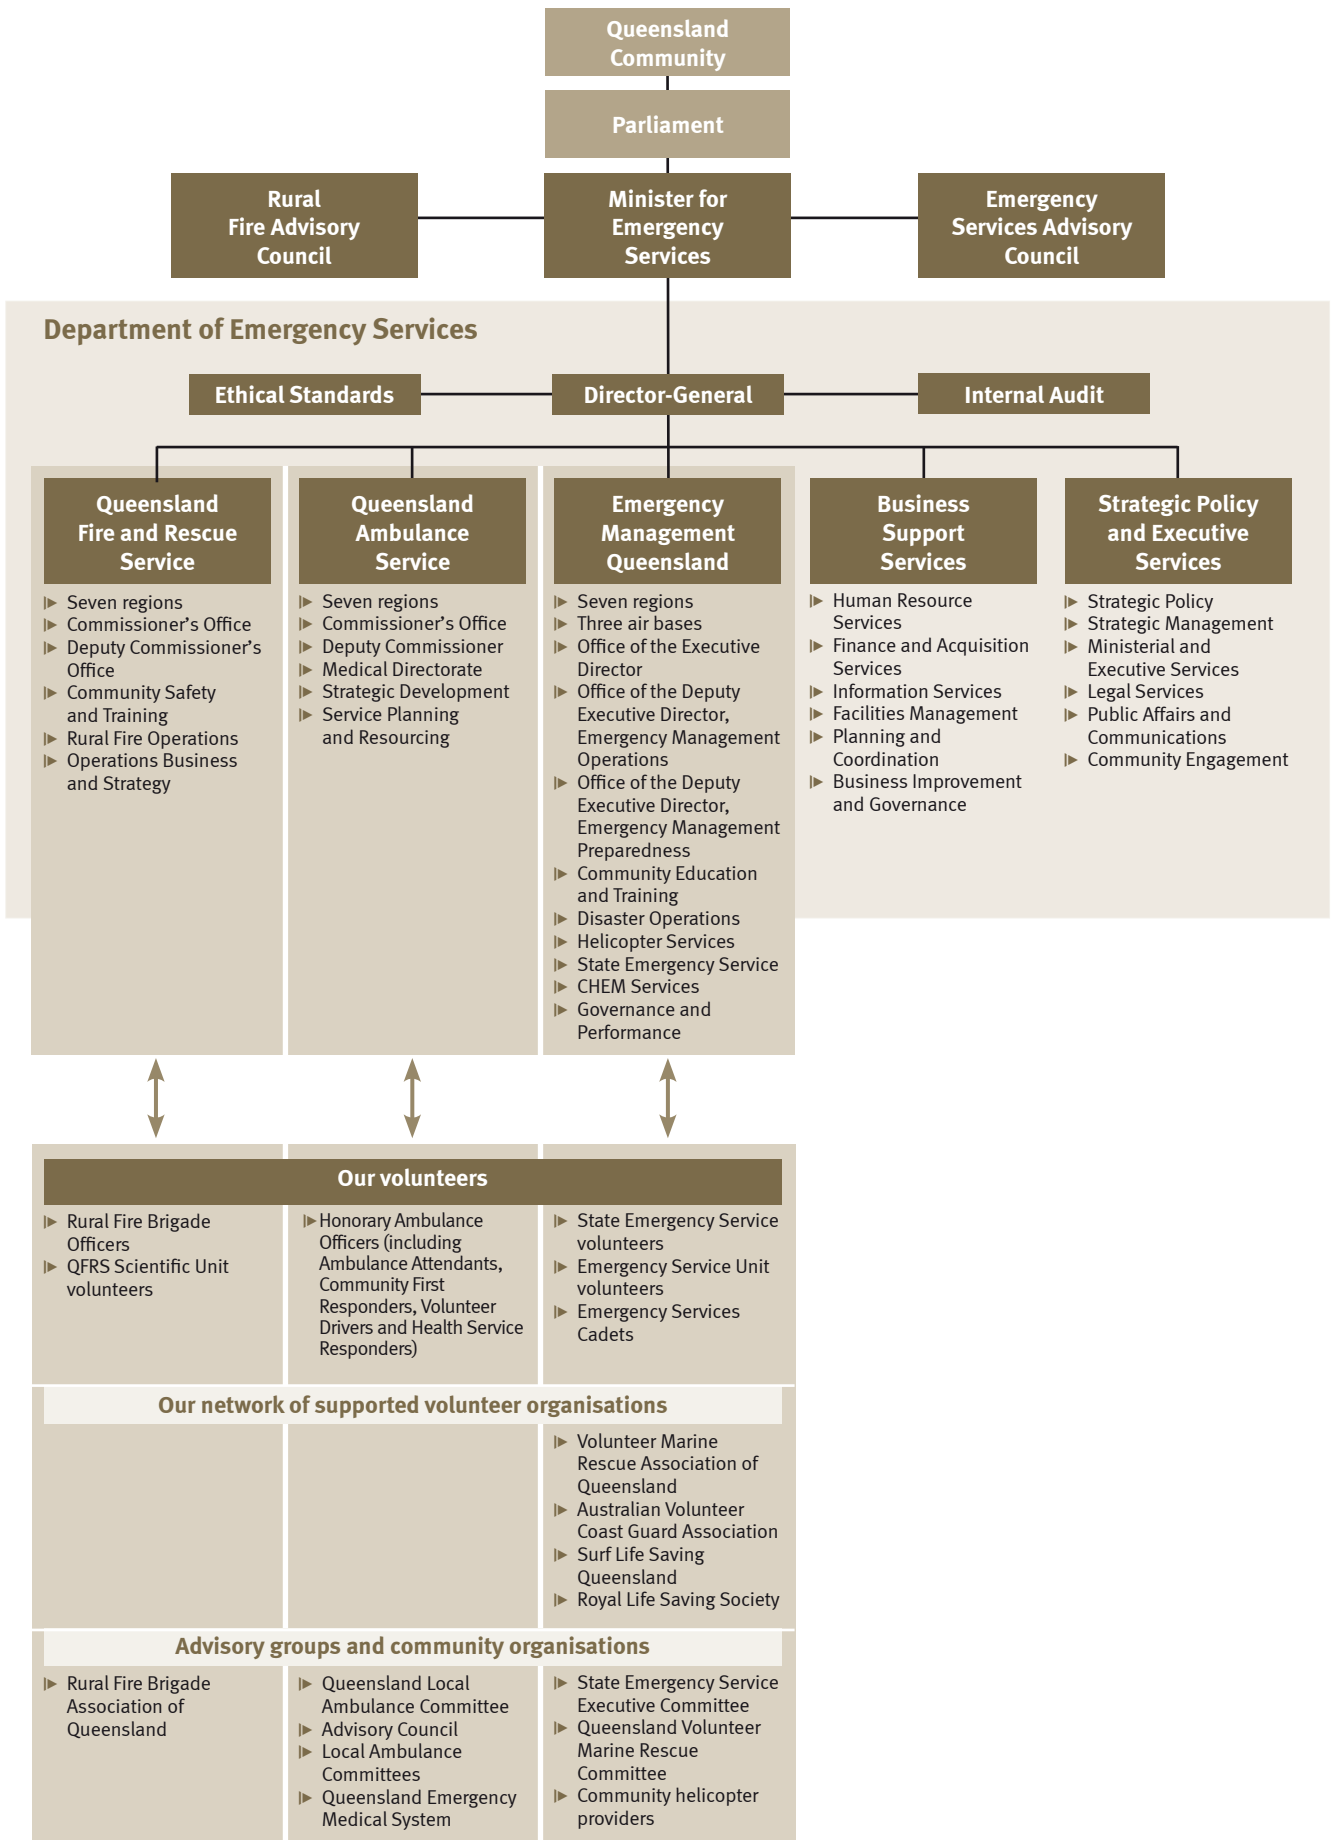 Queensland
Community
Parliament
Rural
Fire Advisory
Council
Minister for
Emergency
Services
Emergency
Services Advisory
Council
Department of Emergency Services
Ethical Standards
Director-General
Internal Audit
Queensland
Fire and Rescue
Service
Seven regions
Commissioner's Office
Deputy Commissioner's
Office
Community Safety
and Training
Rural Fire Operations
Operations Business
and Strategy
Queensland
Ambulance
Service
Seven regions
Commissioner's Office
Deputy Commissioner
Medical Directorate
Strategic Development
Service Planning
and Resourcing
Emergency
Management
Queensland
Seven regions
Three air bases
Office of the Executive
Director
Office of the Deputy
Executive Director,
Emergency Management
Operations
Office of the Deputy
Executive Director,
Emergency Management
Preparedness
Community Education
and Training
Disaster Operations
Helicopter Services
State Emergency Service
CHEM Services
Governance and
Performance
Business
Support
Services
Human Resource
Services
Finance and Acquisition
Services
Information Services
Facilities Management
Planning and
Coordination
Business Improvement
and Governance
Strategic Policy
and Executive
Services
Strategic Policy
Strategic Management
Ministerial and
Executive Services
Legal Services
Public Affairs and
Communications
Community Engagement
Our volunteers
Rural Fire Brigade
Officers
QFRS Scientific Unit
volunteers
Honorary Ambulance
Officers (including
Ambulance Attendants,
Community First
Responders, Volunteer
Drivers and Health Service
Responders)
State Emergency Service
volunteers
Emergency Service Unit
volunteers
Emergency Services
Cadets
Our network of supported volunteer organisations
Volunteer Marine
Rescue Association of
Queensland
Australian Volunteer
Coast Guard Association
Surf Life Saving
Queensland
Royal Life Saving Society
Advisory groups and community organisations
Rural Fire Brigade
Association of
Queensland
Queensland Local
Ambulance Committee
Advisory Council
Local Ambulance
Committees
Queensland Emergency
Medical System
State Emergency Service
Executive Committee
Queensland Volunteer
Marine Rescue
Committee
Community helicopter
providers